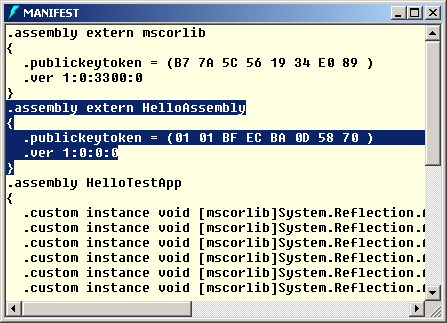 MANIFEST
.assembly extern mscorlib
{
.publickeytoken = (B7 7A 5C 56 19 34 E0 89 )
.ver 1:0:3300:0
}
.assembly extern HelloAssembly
{
.publickeytoken = (01 01 BF EC BA 0D 58 70 )
.ver 1:0:0:0
}
.assembly HelloTestApp
{
.custom instance void [mscorlib]System.Reflection.
.custom instance void [mscorlib]System.Reflection.
.custom instance void [mscorlib]System.Reflection.
.custom instance void [mscorlib]System.Reflection.
.custom instance void [mscorlib]System.Reflection.
.custom instance void [mscorlib]System.Reflection.